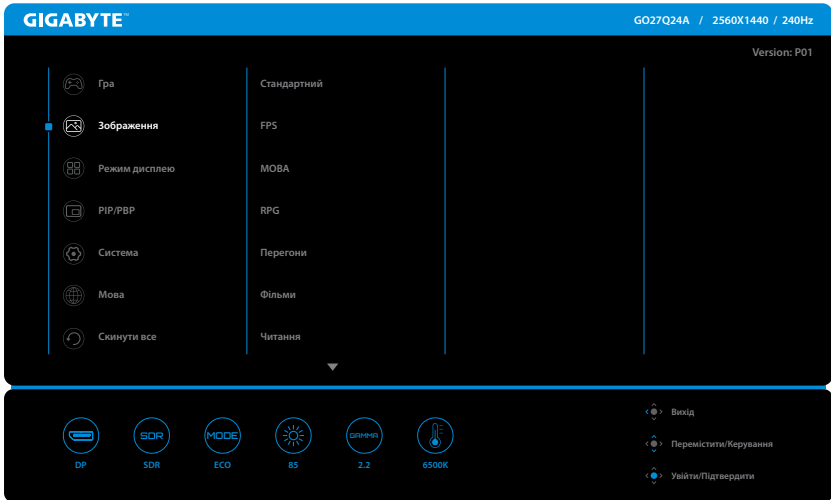 GIGABYTE™
GO27Q24A / 2560X1440 / 240Hz
Version: P01
Гра
Стандартний
Зображення
FPS
Режим дисплею
MOBA
PIP/PBP
RPG
Система
Перегони
Мова
Фільми
Скинути все
Читання
SDR
MODE
GAMMA
DP
SDR
ECO
85
2.2
6500K
Вихід
Перемістити/Керування
Увійти/Підтвердити